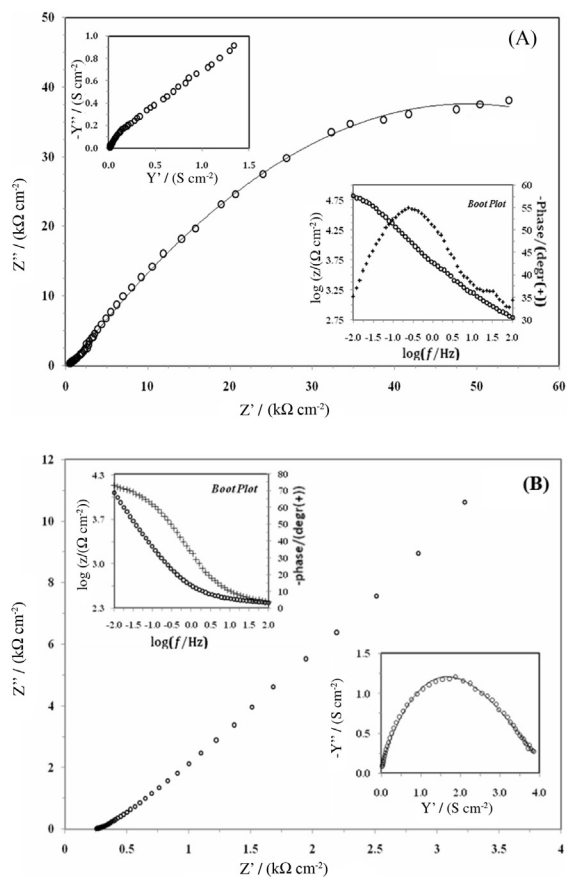 (A)
50
40
30
20
10
0
Z'' / (kΩ cm-2)
0 10 20 30 40 50 60
Z' / (kΩ cm-2)
1.0
0.8
0.6
0.4
0.2
0.0
-Y'' / (S cm-2)
0.0 0.5 1.0 1.5
Y' / (S cm-2)
Boot Plot
4.75
3.75
2.75
log (z/(Ω cm-2))
60
55
50
45
40
35
30
-Phase/(degr(+)
-2.0 -1.5 -1.0 -0.5 0.0 0.5 1.0 1.5 2.0
log(f/Hz)
(B)
12
10
8
6
4
2
0
Z'' / (kΩ cm-2)
0 0.5 1 1.5 2 2.5 3 3.5 4
Z' / (kΩ cm-2)
Boot Plot
4.3
3.7
3.0
2.3
log (z/(Ω cm-2))
80
70
60
50
40
30
20
10
0
-phase/(degr(+)
-2.0 -1.5 -1.0 -0.5 0.0 0.5 1.0 1.5 2.0
log(f/Hz)
1.5
1.0
0.5
0.0
-Y'' / (S cm-2)
0.0 1.0 2.0 3.0 4.0
Y' / (S cm-2)